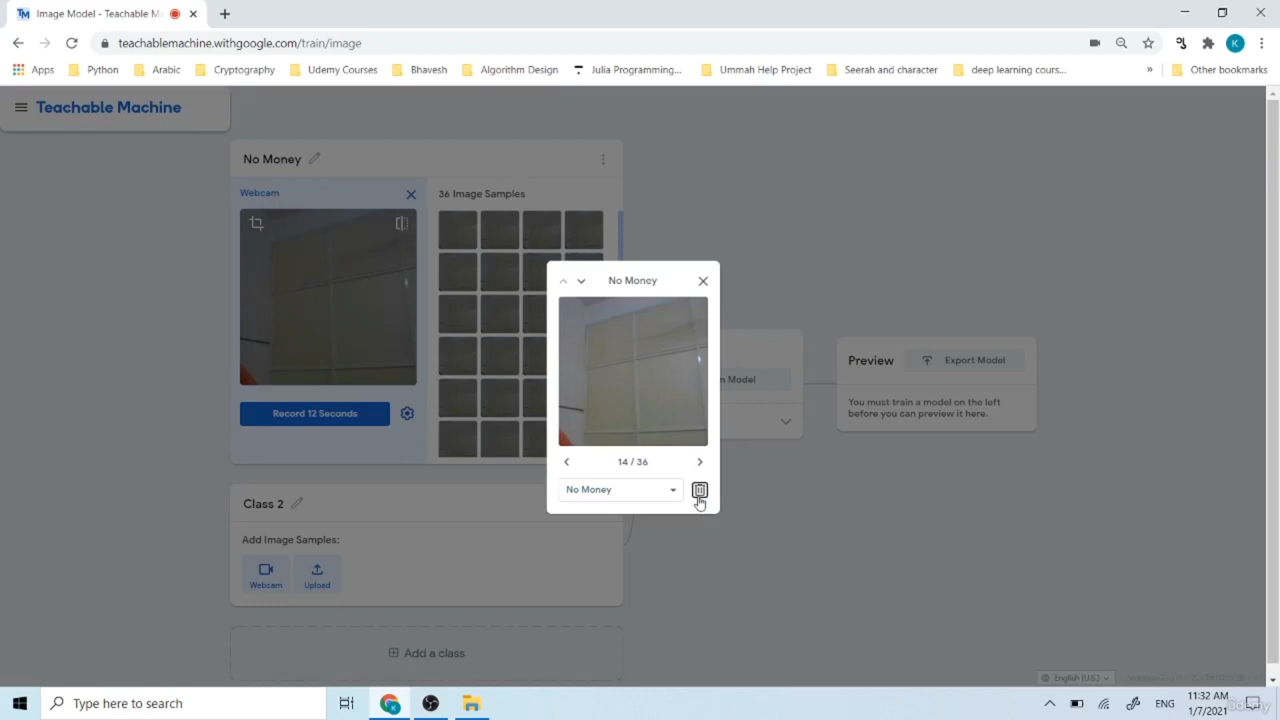 Image Model - Teachable Ma
teachablemachine.withgoogle.com/train/image
K
Apps
Python
Arabic
Cryptography
Udemy Courses
Bhavesh
Algorithm Design
Julia Programming...
Ummah Help Project
Seerah and character
deep learning cours...
»
Other bookmarks
Teachable Machine
No Money
Webcam
36 Image Samples
Record 12 Seconds
No Money
14 / 36
No Money
n Model
Preview
Export Model
You must train a model on the left
before you can preview it here.
Class 2
Add Image Samples:
Webcam
Upload
Add a class
English (U.S.)
Type here to search
ENG
11:32 AM
1/7/2021
Udemy